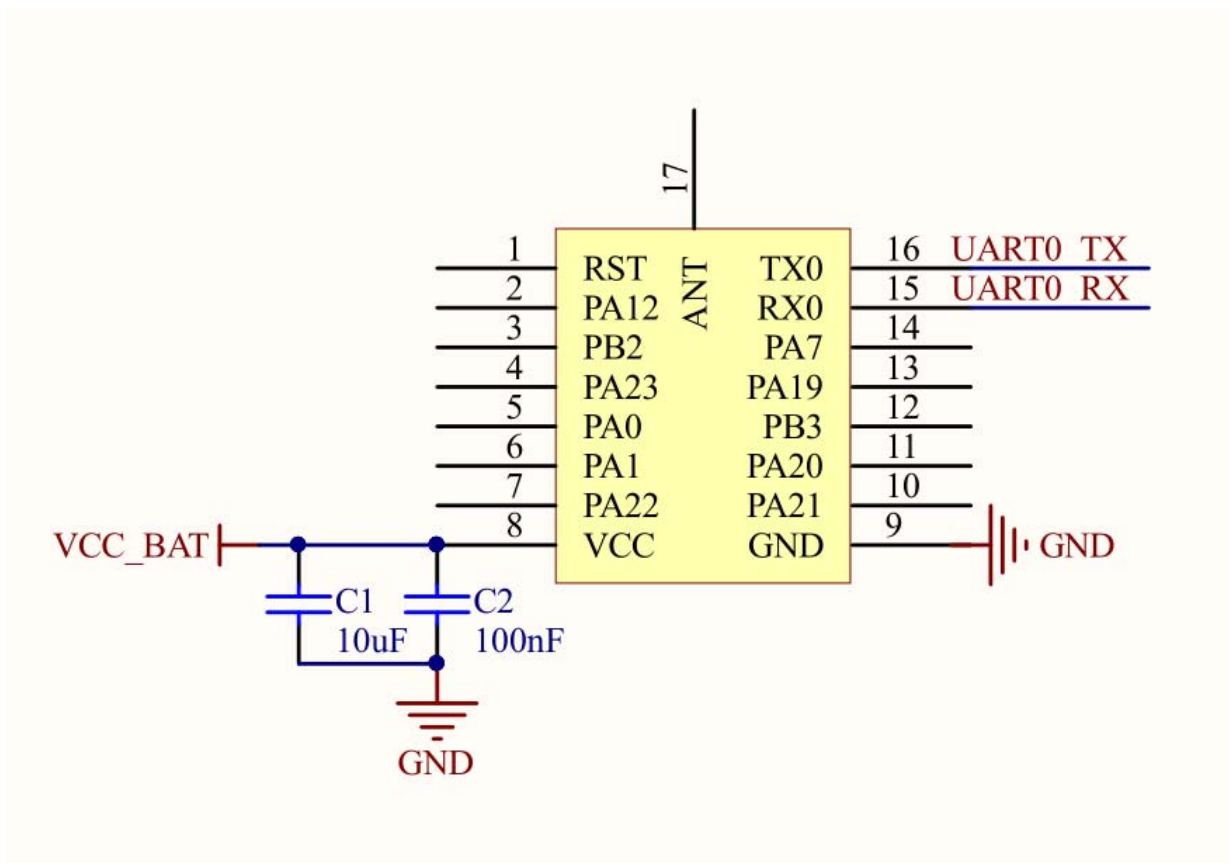 17
ANT
1 RST TX0 16 UART0_TX
2 PA12 RX0 15 UART0_RX
3 PB2 PA7 14
4 PA23 PA19 13
5 PA0 PB3 12
6 PA1 PA20 11
7 PA22 PA21 10
VCC_BAT 8 VCC GND 9 GND
C1 C2
10uF 100nF
GND